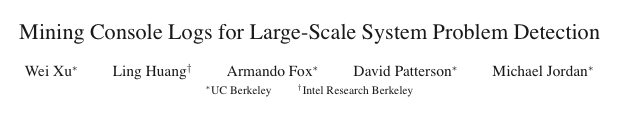 Mining Console Logs for Large-Scale System Problem Detection
Wei Xu* Ling Huang† Armando Fox* David Patterson* Michael Jordan*
*UC Berkeley †Intel Research Berkeley